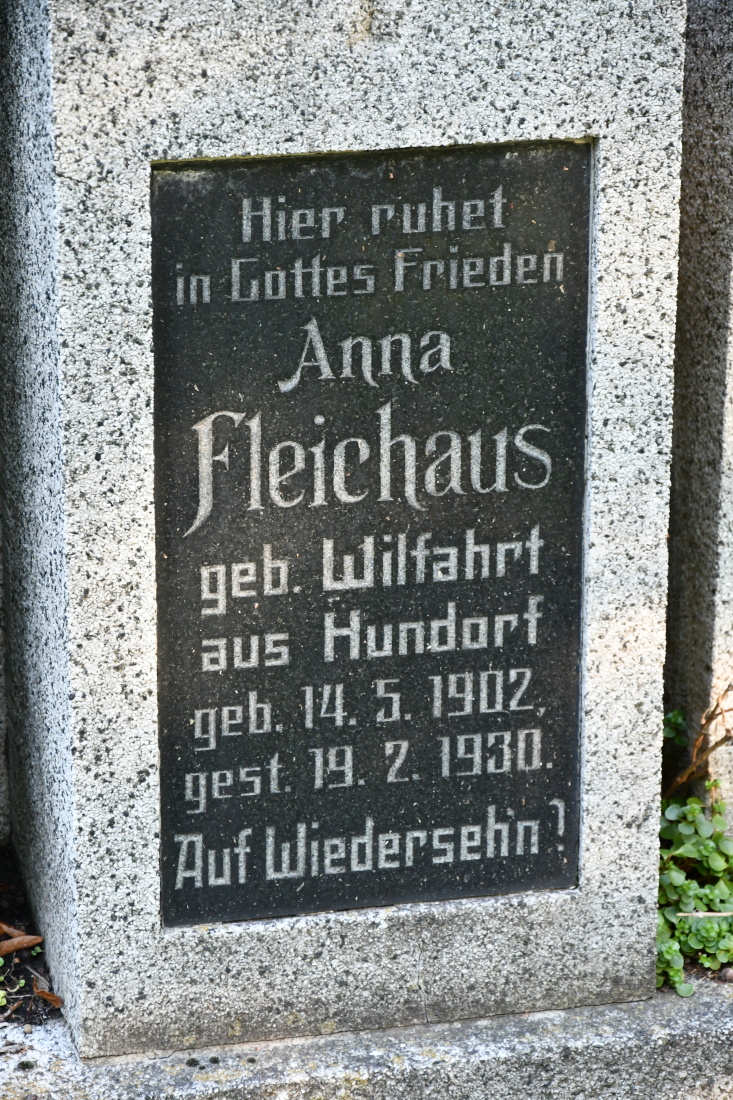 Hier ruhet
in Gottes Frieden
Anna
Fleichaus
geb. Wilfahrt
aus Hundorf
geb. 14. 5. 1902,
gest. 19. 2. 1930.
Auf Wiederseh'n?